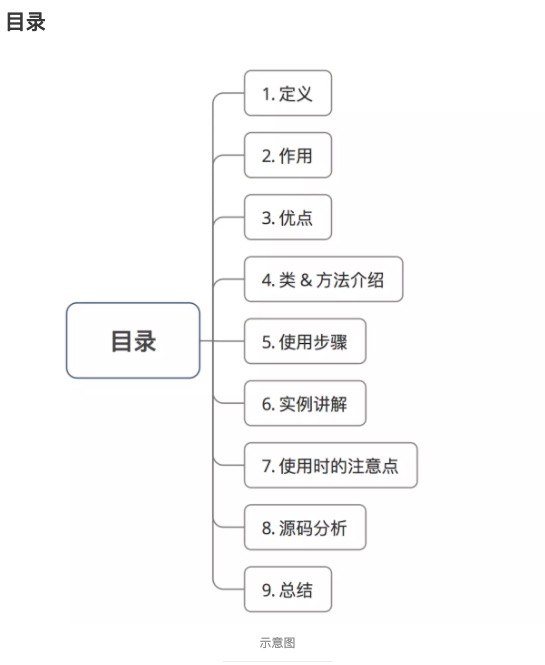 目录
1. 定义
2. 作用
3. 优点
4. 类 & 方法介绍
目录
5. 使用步骤
6. 实例讲解
7. 使用时的注意点
8. 源码分析
9. 总结
示意图